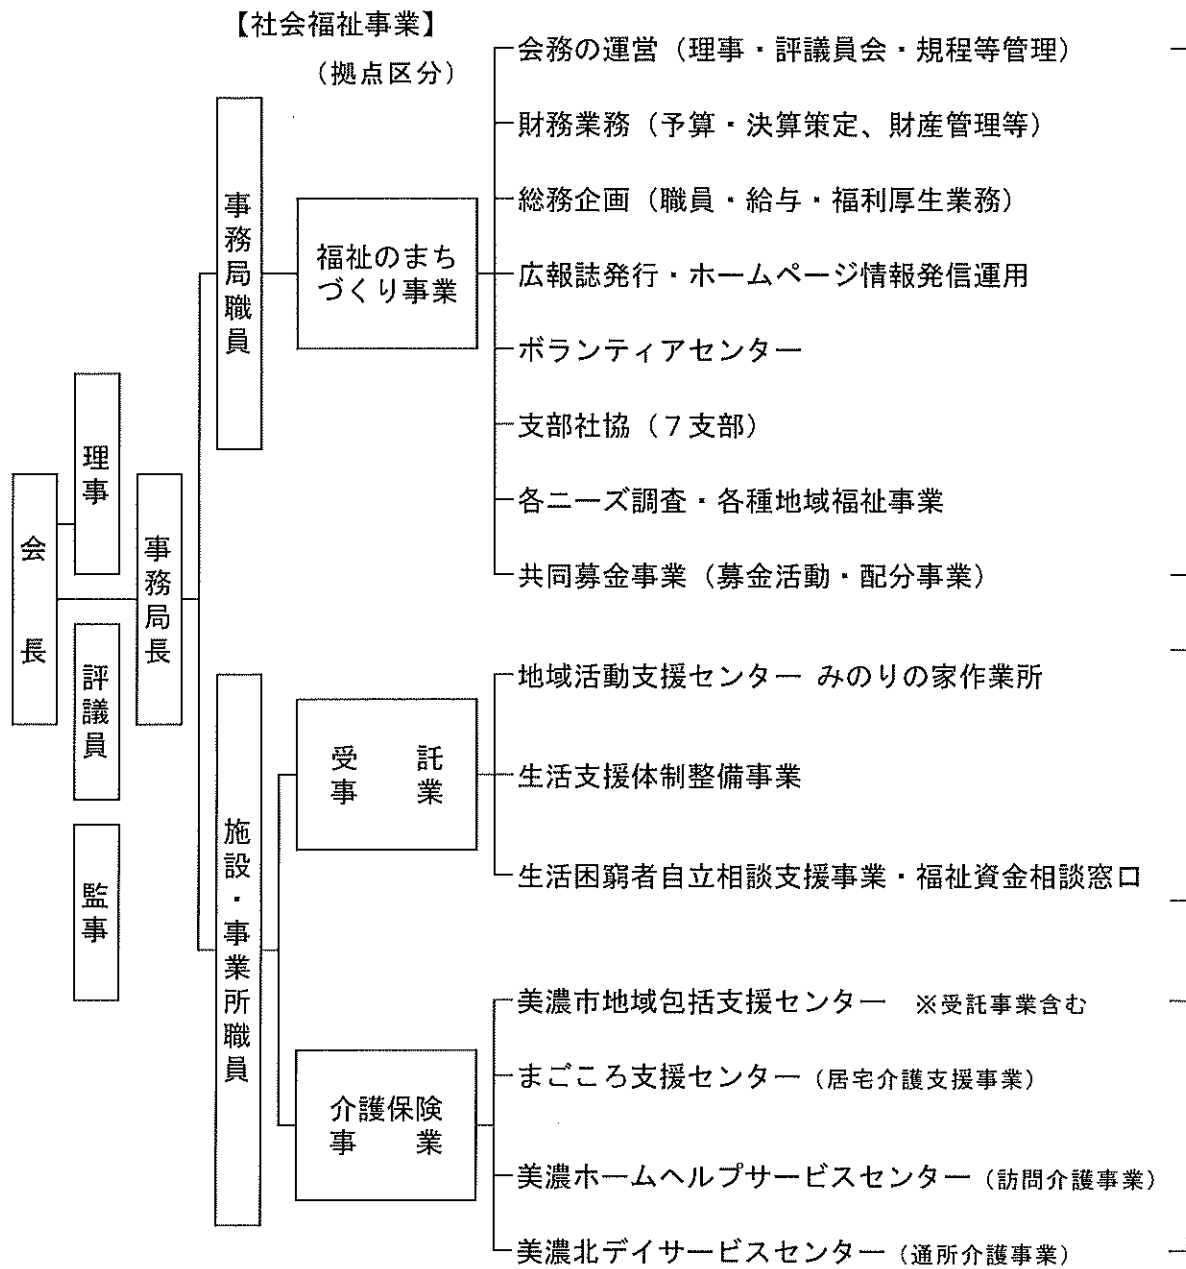 【社会福祉事業】
（拠点区分）
会長
理事
評議員
監事
事務局長
事務局職員
福祉のまち
づくり事業
会務の運営（理事・評議員会・規程等管理）
財務業務（予算・決算策定、財産管理等）
総務企画（職員・給与・福利厚生業務）
広報誌発行・ホームページ情報発信運用
ボランティアセンター
支部社協（７支部）
各ニーズ調査・各種地域福祉事業
共同募金事業（募金活動・配分事業）
施設・事業所職員
受託
事業
地域活動支援センター みのりの家作業所
生活支援体制整備事業
生活困窮者自立相談支援事業・福祉資金相談窓口
介護保険
事業
美濃市地域包括支援センター ※受託事業含む
まごころ支援センター（居宅介護支援事業）
美濃ホームヘルプサービスセンター（訪問介護事業）
美濃北デイサービスセンター（通所介護事業）